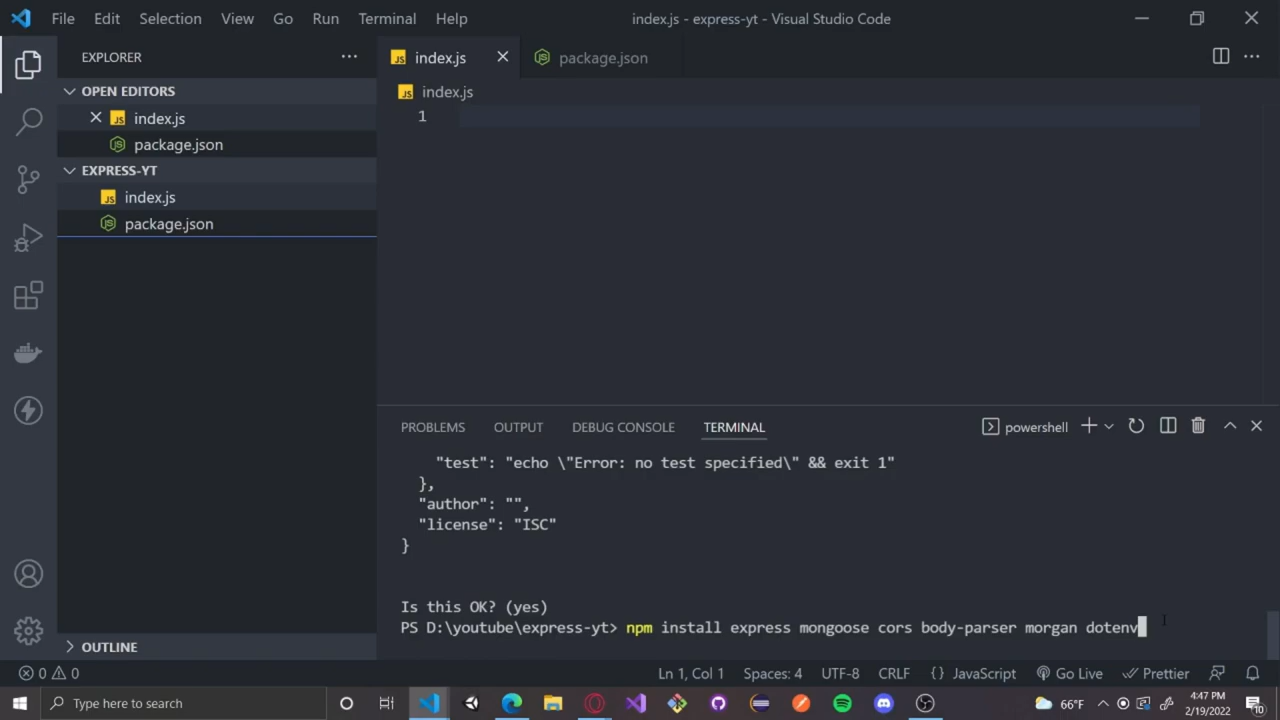 File Edit Selection View Go Run Terminal Help index.js - express-yt - Visual Studio Code
EXPLORER
index.js
package.json
OPEN EDITORS
index.js
index.js
1
package.json
EXPRESS-YT
index.js
package.json
PROBLEMS OUTPUT DEBUG CONSOLE TERMINAL powershell
"test": "echo \"Error: no test specified\" && exit 1"
},
"author": "",
"license": "ISC"
}
Is this OK? (yes)
PS D:\youtube\express-yt> npm install express mongoose cors body-parser morgan dotenv
OUTLINE
0 0 Ln 1, Col 1 Spaces: 4 UTF-8 CRLF {} JavaScript Go Live Prettier
Type here to search
66°F
4:47 PM
2/19/2022
10